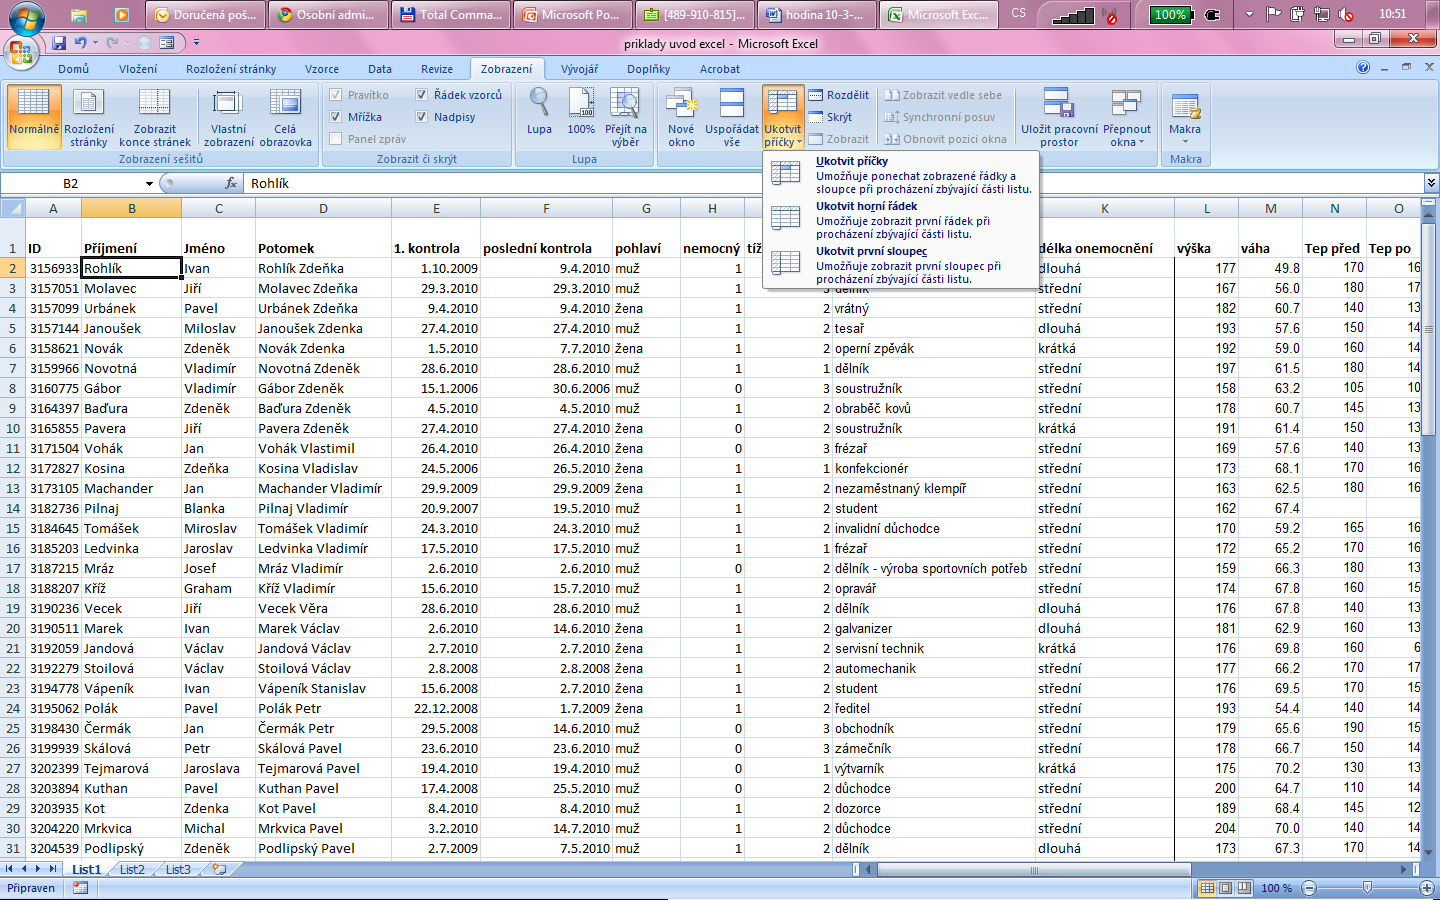 Doručená poš...
Osobní admi...
Total Comma...
Microsoft Po...
[489-910-815]...
hodina 10-3-...
Microsoft Exc...
CS
100%
10:51
priklady uvod excel - Microsoft Excel
Domů Vložení Rozložení stránky Vzorce Data Revize Zobrazení Vývojář Doplňky Acrobat
Normálně
Rozložení stránky
Zobrazit konce stránek
Vlastní zobrazení
Celá obrazovka
Zobrazení sešitů
Pravítko
Mřížka
Panel zpráv
Řádek vzorců
Nadpisy
Zobrazit či skrýt
Lupa
100%
Přejít na výběr
Lupa
Nové okno
Uspořádat vše
Ukotvit příčky
Rozdělit
Skrýt
Zobrazit
Zobrazit vedle sebe
Synchronní posuv
Obnovit pozici okna
Uložit pracovní prostor
Přepnout okna
Makra
Makra
Ukotvit příčky
Umožňuje ponechat zobrazené řádky a
sloupce při procházení zbývající části listu.
Ukotvit horní řádek
Umožňuje zobrazit první řádek při
procházení zbývající části listu.
Ukotvit první sloupec
Umožňuje zobrazit první sloupec při
procházení zbývající části listu.
B2 fx Rohlík
A B C D E F G H K L M N O
1 ID Příjmení Jméno Potomek 1. kontrola poslední kontrola pohlaví nemocný tíž délka onemocnění výška váha Tep před Tep po
2 3156933 Rohlík Ivan Rohlík Zdeňka 1.10.2009 9.4.2010 muž 1 dlouhá 177 49.8 170 16
3 3157051 Molavec Jiří Molavec Zdeňka 29.3.2010 29.3.2010 muž 1 3 dělník střední 167 56.0 180 17
4 3157099 Urbánek Pavel Urbánek Zdeňka 9.4.2010 9.4.2010 žena 1 2 vrátný střední 182 60.7 140 13
5 3157144 Janoušek Miloslav Janoušek Zdenka 27.4.2010 27.4.2010 muž 1 2 tesař dlouhá 193 57.6 150 14
6 3158621 Novák Zdeněk Novák Zdenka 1.5.2010 7.7.2010 žena 1 2 operní zpěvák krátká 192 59.0 160 14
7 3159966 Novotná Vladimír Novotná Zdeněk 28.6.2010 28.6.2010 muž 1 1 dělník střední 197 61.5 180 14
8 3160775 Gábor Vladimír Gábor Zdeněk 15.1.2006 30.6.2006 muž 0 3 soustružník střední 158 63.2 105 10
9 3164397 Baďura Zdeněk Baďura Zdeněk 4.5.2010 4.5.2010 muž 1 2 obraběč kovů střední 178 60.7 145 13
10 3165855 Pavera Jiří Pavera Zdeněk 27.4.2010 27.4.2010 žena 0 2 soustružník krátká 191 61.4 150 13
11 3171504 Vohák Jan Vohák Vlastimil 26.4.2010 26.4.2010 žena 0 3 frézař střední 169 57.6 140 13
12 3172827 Kosina Zdeňka Kosina Vladislav 24.5.2006 26.5.2010 žena 1 1 konfekcionér střední 173 68.1 170 16
13 3173105 Machander Jan Machander Vladimír 29.9.2009 29.9.2009 žena 1 2 nezaměstnaný klempíř střední 163 62.5 180 16
14 3182736 Pilnaj Blanka Pilnaj Vladimír 20.9.2007 19.5.2010 muž 1 2 student střední 162 67.4
15 3184645 Tomášek Miroslav Tomášek Vladimír 24.3.2010 24.3.2010 muž 1 2 invalidní důchodce střední 170 59.2 165 16
16 3185203 Ledvinka Jaroslav Ledvinka Vladimír 17.5.2010 17.5.2010 muž 1 1 frézař střední 172 65.2 170 16
17 3187215 Mráz Josef Mráz Vladimír 2.6.2010 2.6.2010 muž 0 2 dělník - výroba sportovních potřeb střední 159 66.3 180 13
18 3188207 Kříž Graham Kříž Vladimír 15.6.2010 15.7.2010 muž 1 2 opravář střední 174 67.8 160 15
19 3190236 Vecek Jiří Vecek Věra 28.6.2010 28.6.2010 muž 1 2 dělník dlouhá 176 67.8 140 13
20 3190511 Marek Ivan Marek Václav 2.6.2010 14.6.2010 žena 1 2 galvanizer dlouhá 181 62.9 160 13
21 3192059 Jandová Václav Jandová Václav 2.7.2010 2.7.2010 žena 1 2 servisní technik krátká 176 69.8 160 6
22 3192279 Stoilová Václav Stoilová Václav 2.8.2008 2.8.2008 žena 1 2 automechanik střední 177 66.2 170 17
23 3194778 Vápeník Ivan Vápeník Stanislav 15.6.2008 2.7.2010 žena 1 2 student střední 176 69.5 170 15
24 3195062 Polák Pavel Polák Petr 22.12.2008 1.7.2009 žena 1 2 ředitel střední 193 54.4 140 14
25 3198430 Čermák Jan Čermák Petr 29.5.2008 14.6.2010 muž 0 3 obchodník střední 179 65.6 190 15
26 3199939 Skálová Petr Skálová Pavel 23.6.2010 23.6.2010 muž 0 3 zámečník střední 178 66.7 150 14
27 3202399 Tejmarová Jaroslava Tejmarová Pavel 19.4.2010 19.4.2010 muž 0 1 výtvarník krátká 175 70.2 130 13
28 3203894 Kuthan Pavel Kuthan Pavel 17.4.2008 25.5.2010 muž 0 2 důchodce střední 200 64.7 110 14
29 3203935 Kot Zdenka Kot Pavel 8.4.2010 8.4.2010 muž 1 2 dozorce střední 189 68.4 145 12
30 3204220 Mrkvica Michal Mrkvica Pavel 3.2.2010 14.7.2010 muž 1 2 důchodce střední 204 70.0 140 14
31 3204539 Podlipský Zdeněk Podlipský Pavel 2.7.2009 7.5.2010 muž 1 2 dělník dlouhá 173 67.3 170 14
List1 List2 List3
Připraven 100 %